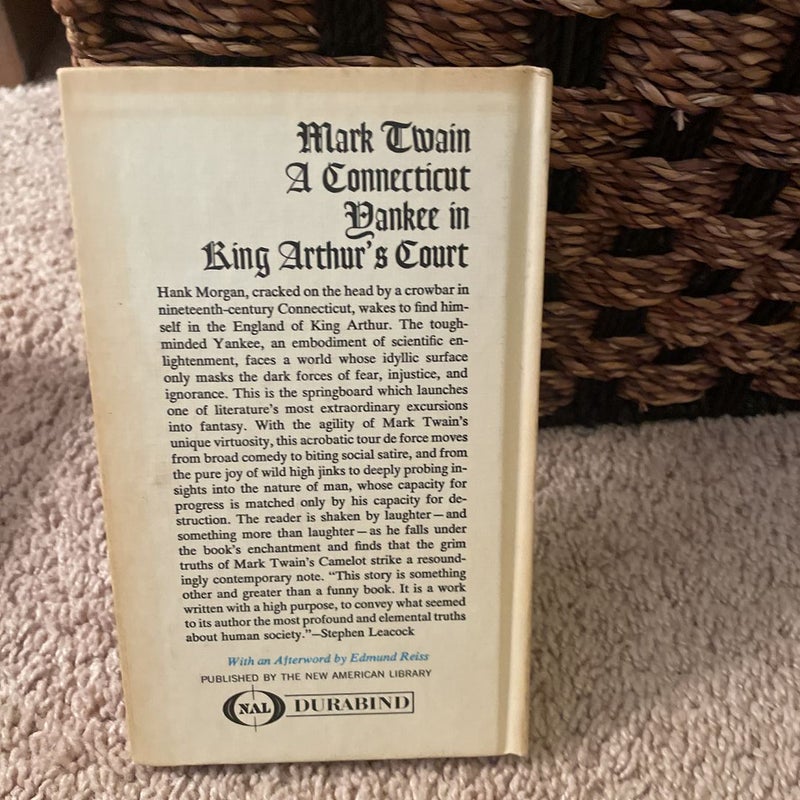 Mark Twain
A Connecticut
Yankee in
King Arthur's Court
Hank Morgan, cracked on the head by a crowbar in
nineteenth-century Connecticut, wakes to find him-
self in the England of King Arthur. The tough-
minded Yankee, an embodiment of scientific en-
lightenment, faces a world whose idyllic surface
only masks the dark forces of fear, injustice, and
ignorance. This is the springboard which launches
one of literature's most extraordinary excursions
into fantasy. With the agility of Mark Twain's
unique virtuosity, this acrobatic tour de force moves
from broad comedy to biting social satire, and from
the pure joy of wild high jinks to deeply probing in-
sights into the nature of man, whose capacity for
progress is matched only by his capacity for de-
struction. The reader is shaken by laughter—and
something more than laughter—as he falls under
the book's enchantment and finds that the grim
truths of Mark Twain's Camelot strike a resound-
ingly contemporary note. "This story is something
other and greater than a funny book. It is a work
written with a high purpose, to convey what seemed
to its author the most profound and elemental truths
about human society."—Stephen Leacock
With an Afterword by Edmund Reiss
PUBLISHED BY THE NEW AMERICAN LIBRARY
NAL DURABIND